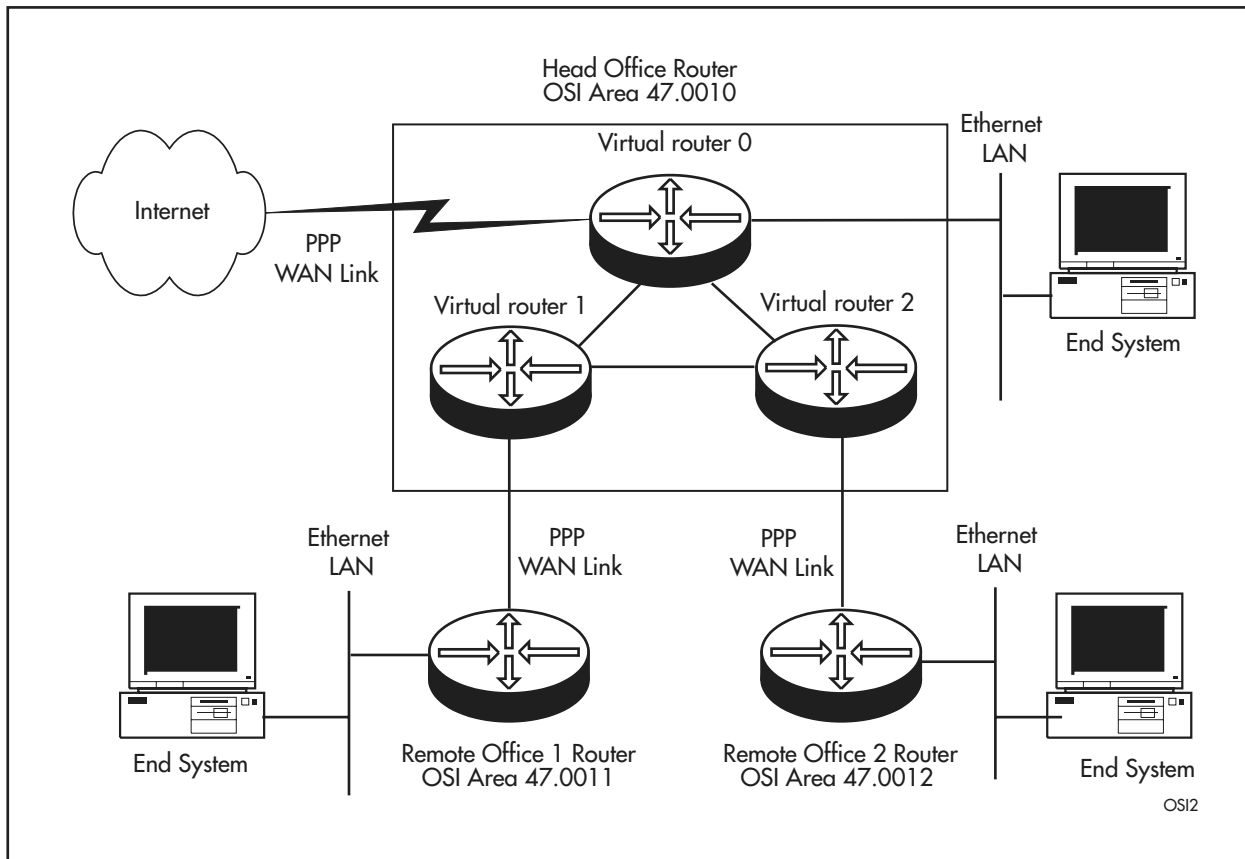 Head Office Router
OSI Area 47.0010
Virtual router 0
Ethernet
LAN
Internet
PPP
WAN Link
Virtual router 1
Virtual router 2
End System
Ethernet
LAN
PPP
WAN Link
PPP
WAN Link
Ethernet
LAN
End System
Remote Office 1 Router
OSI Area 47.0011
Remote Office 2 Router
OSI Area 47.0012
End System
OSI2